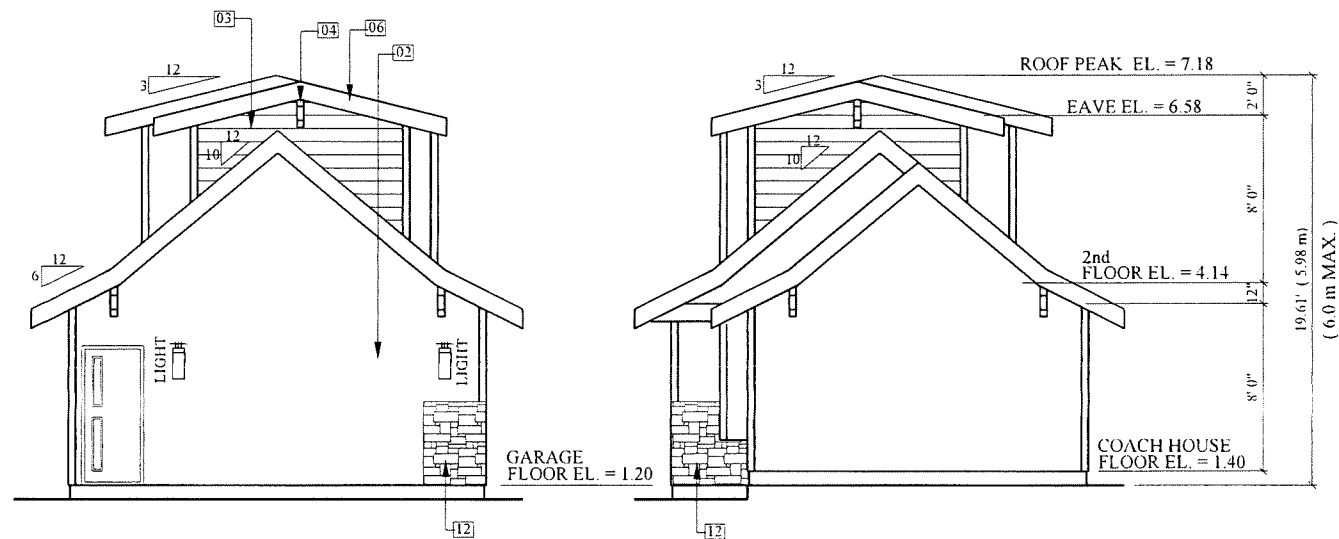 03
04
06
02
12
3
12
10
12
6
LIGHT
LIGHT
12
GARAGE
FLOOR EL. = 1.20
12
3
12
10
12
ROOF PEAK EL. = 7.18
EAVE EL. = 6.58
2nd
FLOOR EL. = 4.14
COACH HOUSE
FLOOR EL. = 1.40
2' 0"
8' 0"
12"
8' 0"
19.61' ( 5.98 m)
( 6.0 m MAX. )